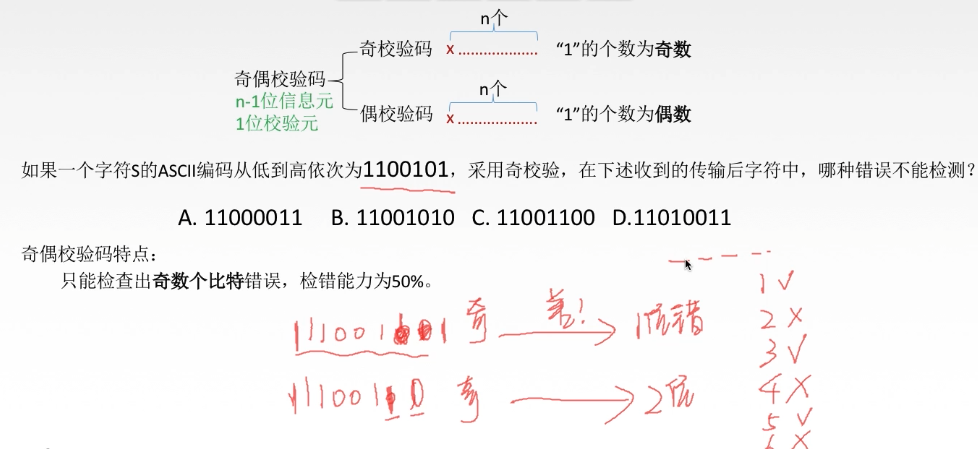 n个
奇校验码 x.................... “1”的个数为奇数
奇偶校验码
n-1位信息元
1位校验元
n个
偶校验码 x.................... “1”的个数为偶数
如果一个字符S的ASCII编码从低到高依次为1100101，采用奇校验，在下述收到的传输后字符中，哪种错误不能检测？
A. 11000011 B. 11001010 C. 11001100 D.11010011
奇偶校验码特点：
只能检查出奇数个比特错误，检错能力为50%。
1 √
2 ×
奇 差！ 1位错
3 √
4 ×
奇 2位
5 √
6 ×